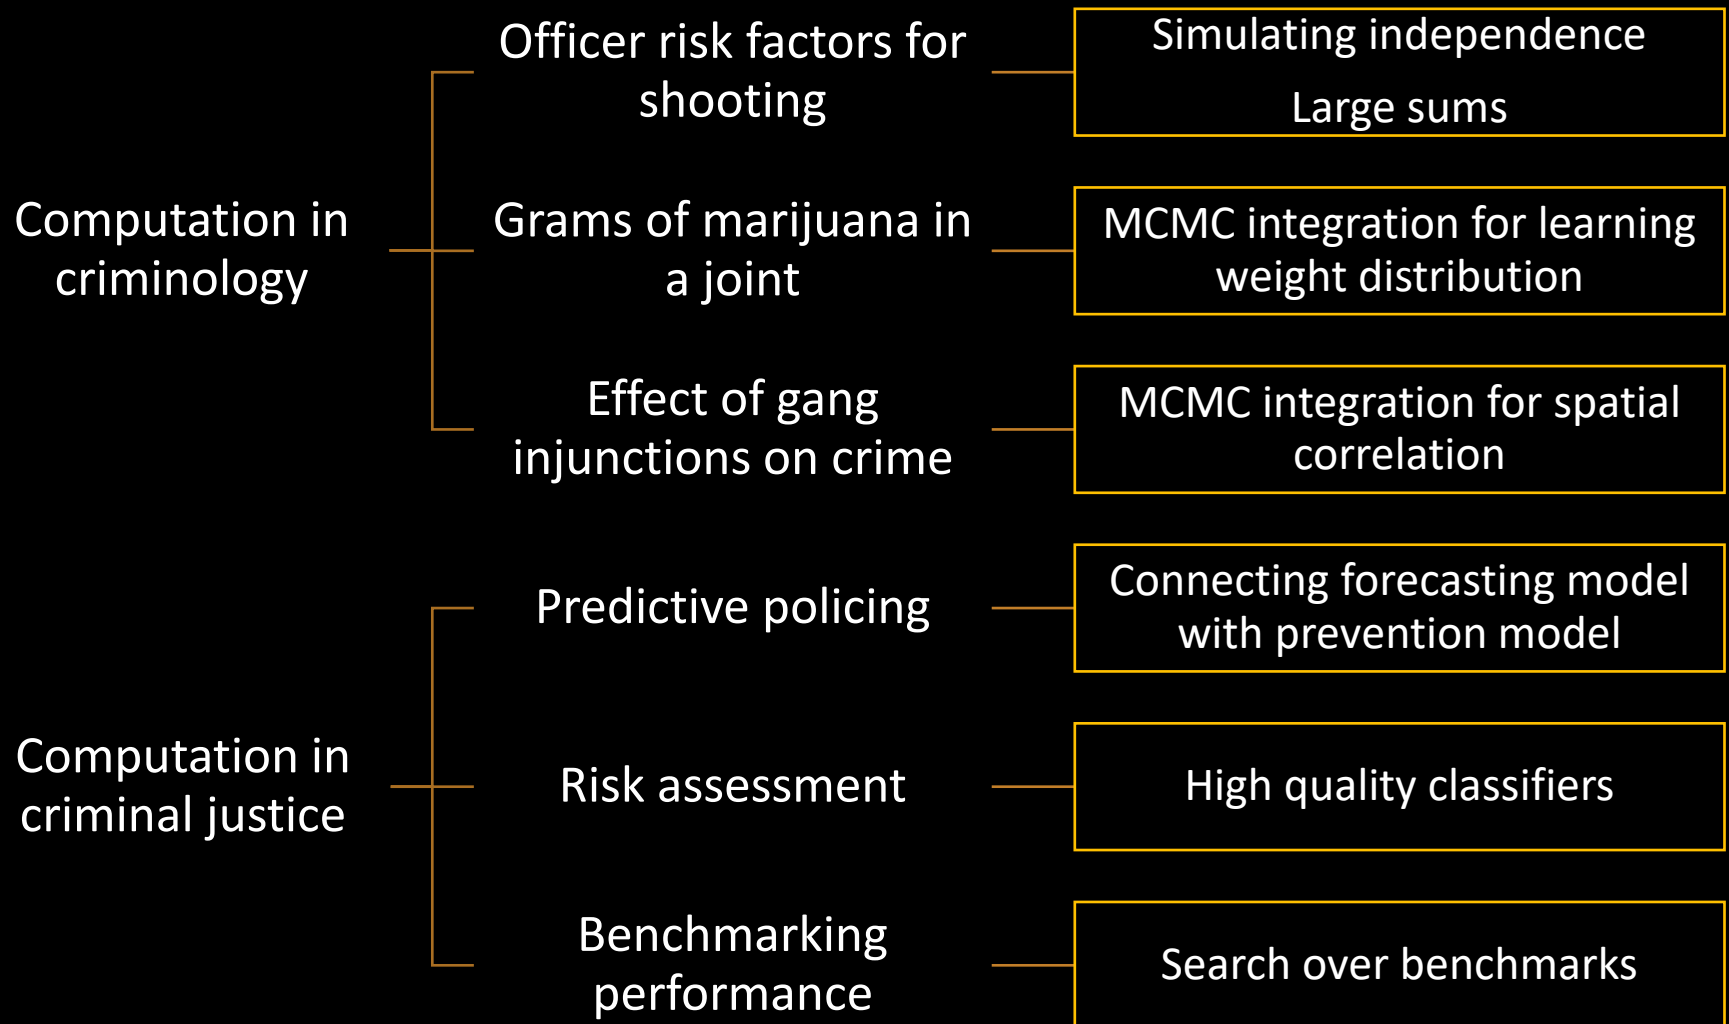 Computation in
criminology
Officer risk factors for
shooting
Simulating independence
Large sums
Grams of marijuana in
a joint
MCMC integration for learning
weight distribution
Effect of gang
injunctions on crime
MCMC integration for spatial
correlation
Computation in
criminal justice
Predictive policing
Connecting forecasting model
with prevention model
Risk assessment
High quality classifiers
Benchmarking
performance
Search over benchmarks